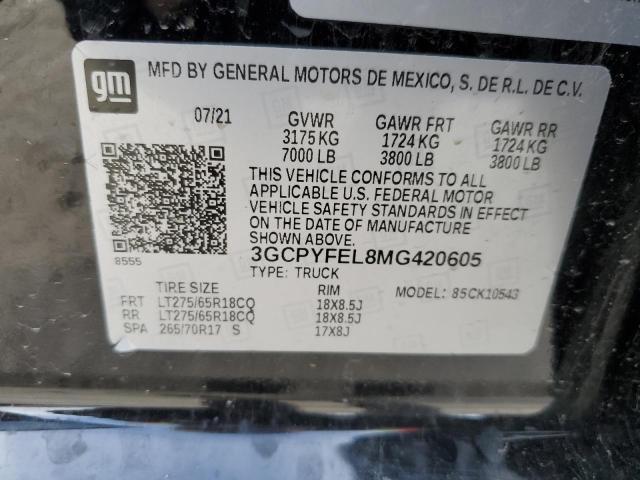 gm
MFD BY GENERAL MOTORS DE MEXICO, S. DE R.L. DE C.V.
07/21 GVWR GAWR FRT GAWR RR
3175 KG 1724 KG 1724 KG
7000 LB 3800 LB 3800 LB
THIS VEHICLE CONFORMS TO ALL
APPLICABLE U.S. FEDERAL MOTOR
VEHICLE SAFETY STANDARDS IN EFFECT
ON THE DATE OF MANUFACTURE
SHOWN ABOVE.
8555 3GCPYFEL8MG420605
TYPE: TRUCK
TIRE SIZE RIM MODEL: 85CK10543
FRT LT275/65R18CQ 18X8.5J
RR LT275/65R18CQ 18X8.5J
SPA 265/70R17 S 17X8J